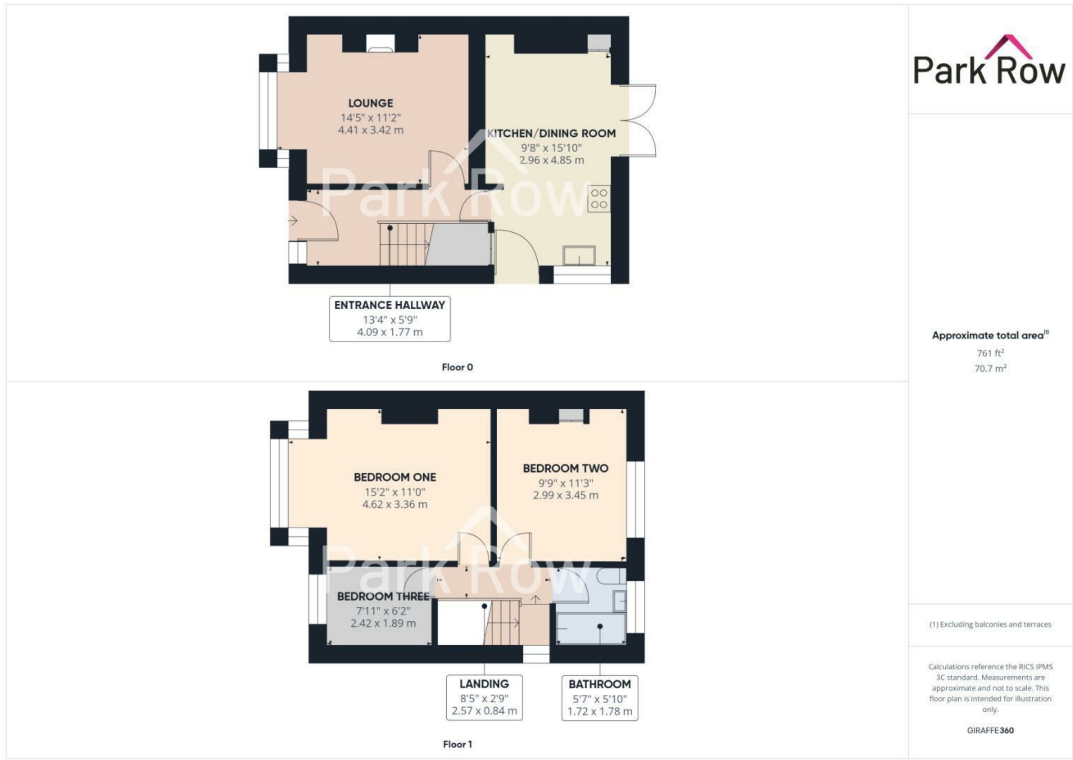 LOUNGE
14'5" x 11'2"
4.41 x 3.42 m
KITCHEN/DINING ROOM
9'8" x 15'10"
2.96 x 4.85 m
Park Row
ENTRANCE HALLWAY
13'4" x 5'9"
4.09 x 1.77 m
Floor 0
BEDROOM ONE
15'2" x 11'0"
4.62 x 3.36 m
BEDROOM TWO
9'9" x 11'3"
2.99 x 3.45 m
Park Row
BEDROOM THREE
7'11" x 6'2"
2.42 x 1.89 m
LANDING
8'5" x 2'9"
2.57 x 0.84 m
BATHROOM
5'7" x 5'10"
1.72 x 1.78 m
Floor 1
Park Row
Approximate total area⁽¹⁾
761 ft²
70.7 m²
(1) Excluding balconies and terraces
Calculations reference the RICS IPMS
3C standard. Measurements are
approximate and not to scale. This
floor plan is intended for illustration
only.
GIRAFFE360